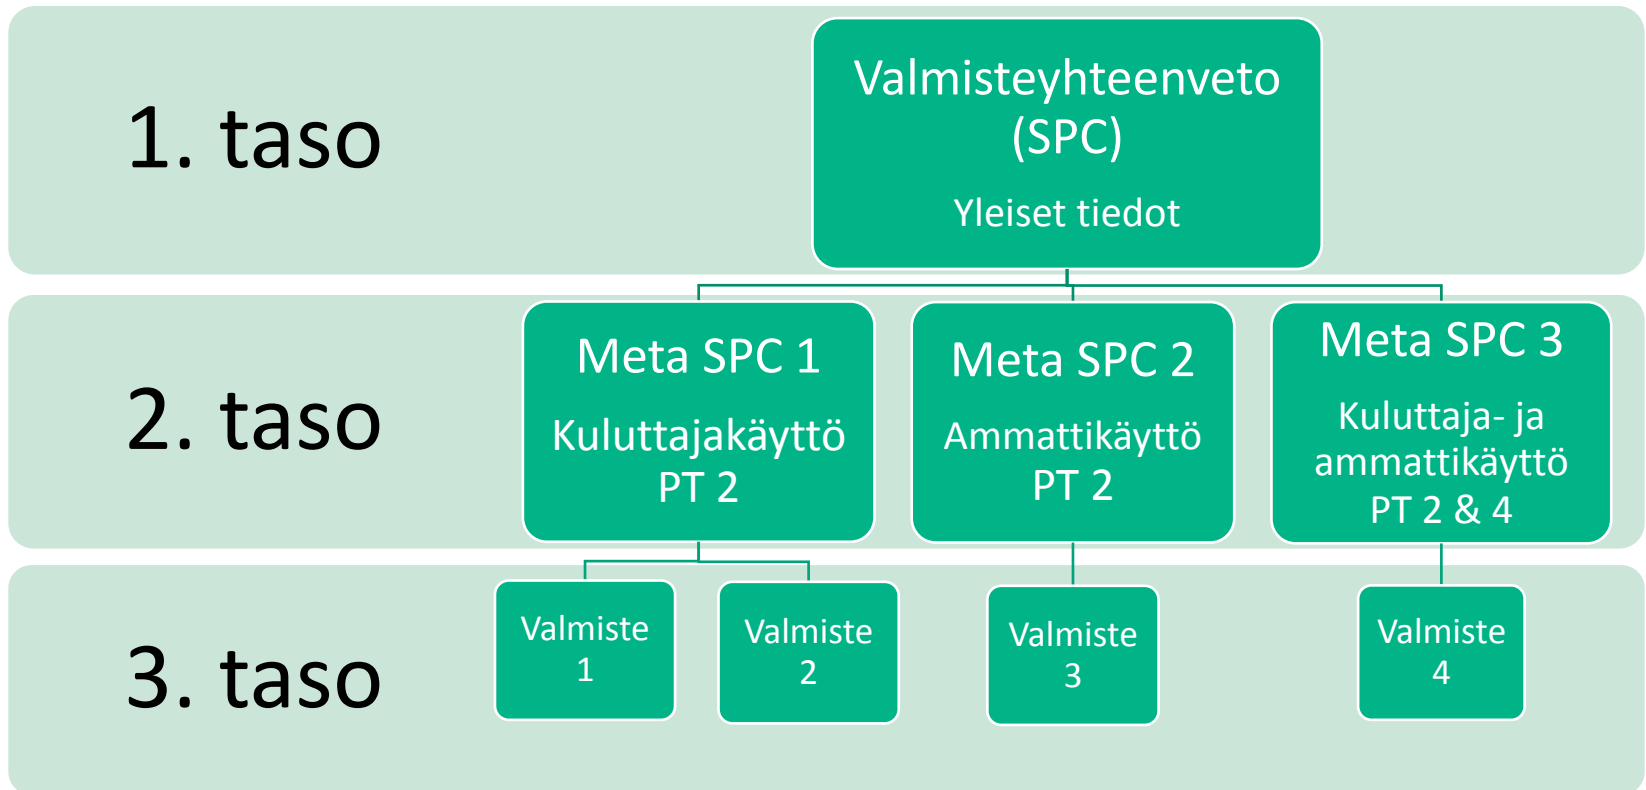 1. taso
Valmisteyhteenveto
(SPC)
Yleiset tiedot
2. taso
Meta SPC 1
Kuluttajakäyttö
PT 2
Meta SPC 2
Ammattikäyttö
PT 2
Meta SPC 3
Kuluttaja- ja
ammattikäyttö
PT 2 & 4
3. taso
Valmiste
1
Valmiste
2
Valmiste
3
Valmiste
4